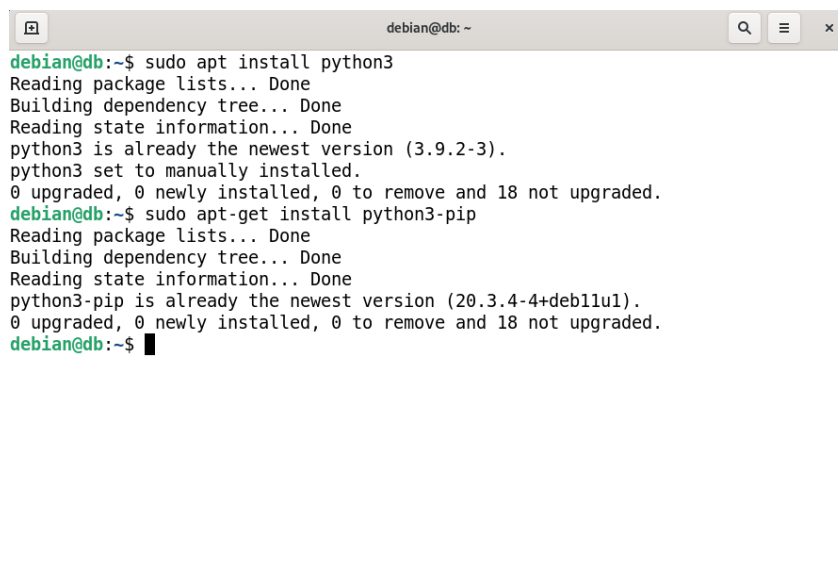 debian@db: ~
debian@db:~$ sudo apt install python3
Reading package lists... Done
Building dependency tree... Done
Reading state information... Done
python3 is already the newest version (3.9.2-3).
python3 set to manually installed.
0 upgraded, 0 newly installed, 0 to remove and 18 not upgraded.
debian@db:~$ sudo apt-get install python3-pip
Reading package lists... Done
Building dependency tree... Done
Reading state information... Done
python3-pip is already the newest version (20.3.4-4+deb11u1).
0 upgraded, 0 newly installed, 0 to remove and 18 not upgraded.
debian@db:~$